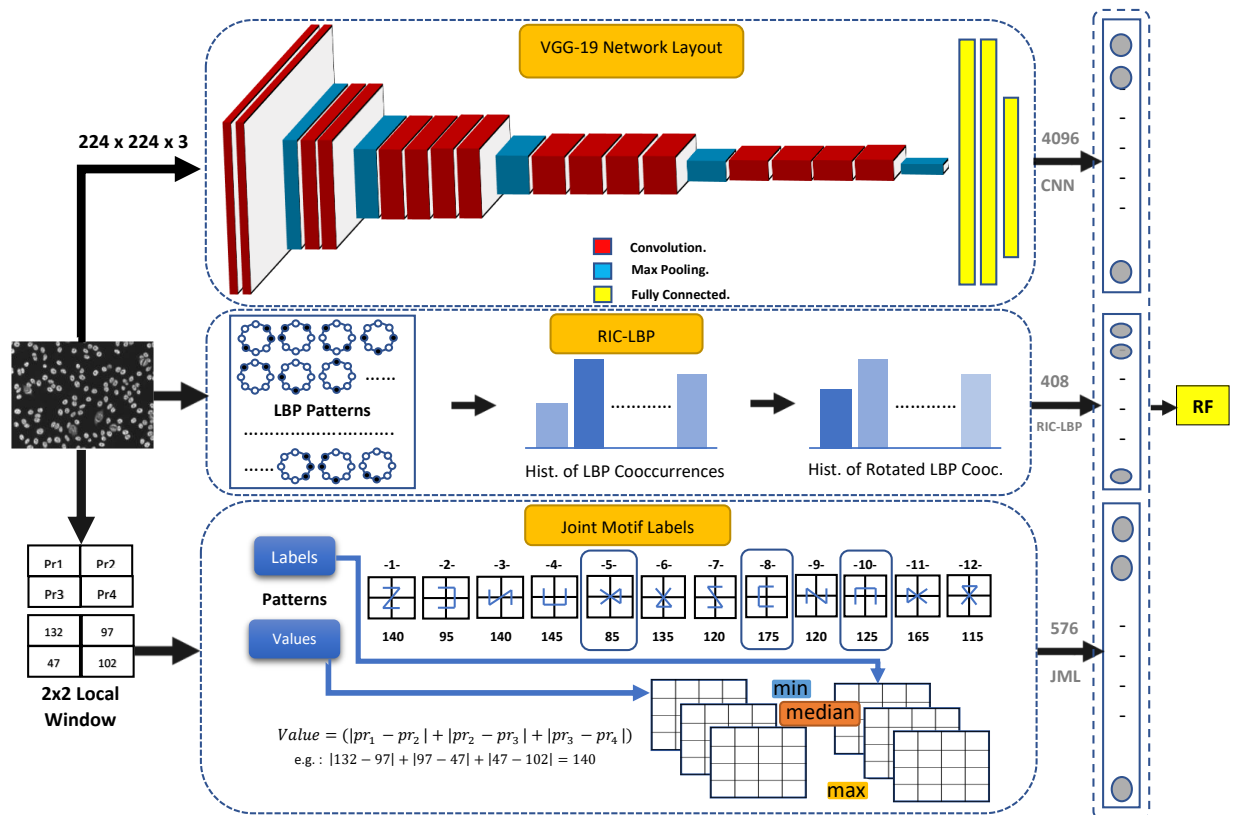 VGG-19 Network Layout
224 x 224 x 3
Convolution.
Max Pooling.
Fully Connected.
4096
CNN
RIC-LBP
LBP Patterns
Hist. of LBP Cooccurrences
Hist. of Rotated LBP Cooc.
408
RIC-LBP
RF
Joint Motif Labels
Pr1 Pr2
Pr3 Pr4
132 97
47 102
2x2 Local
Window
Labels
Patterns
Values
-1- -2- -3- -4- -5- -6- -7- -8- -9- -10- -11- -12-
140 95 140 145 85 135 120 175 120 125 165 115
min
median
max
Value = (|pr₁ − pr₂| + |pr₂ − pr₃| + |pr₃ − pr₄|)
e.g. : |132 − 97| + |97 − 47| + |47 − 102| = 140
576
JML